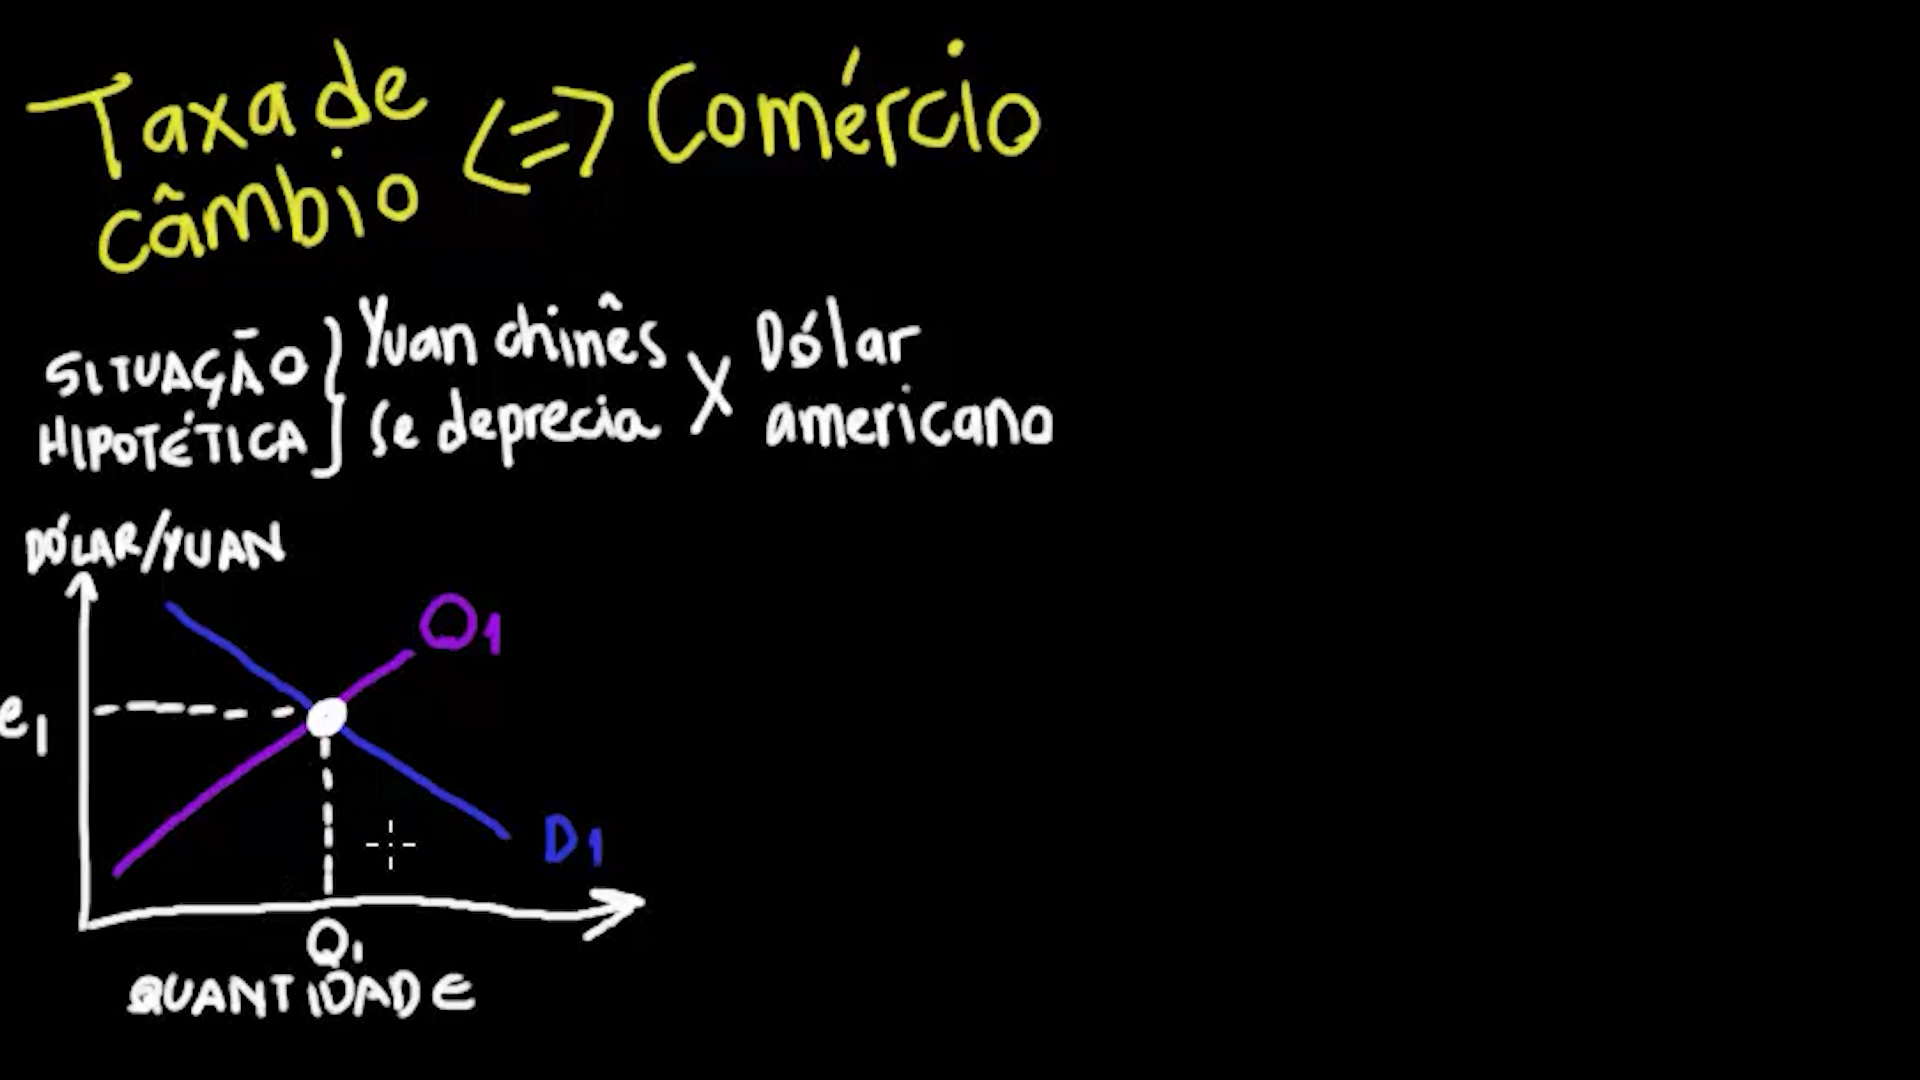 Taxa de
câmbio <=> Comércio
SITUAÇÃO } Yuan chinês X Dólar
HIPOTÉTICA se deprecia americano
DÓLAR/YUAN
O1
e1
D1
Q1
QUANTIDADE